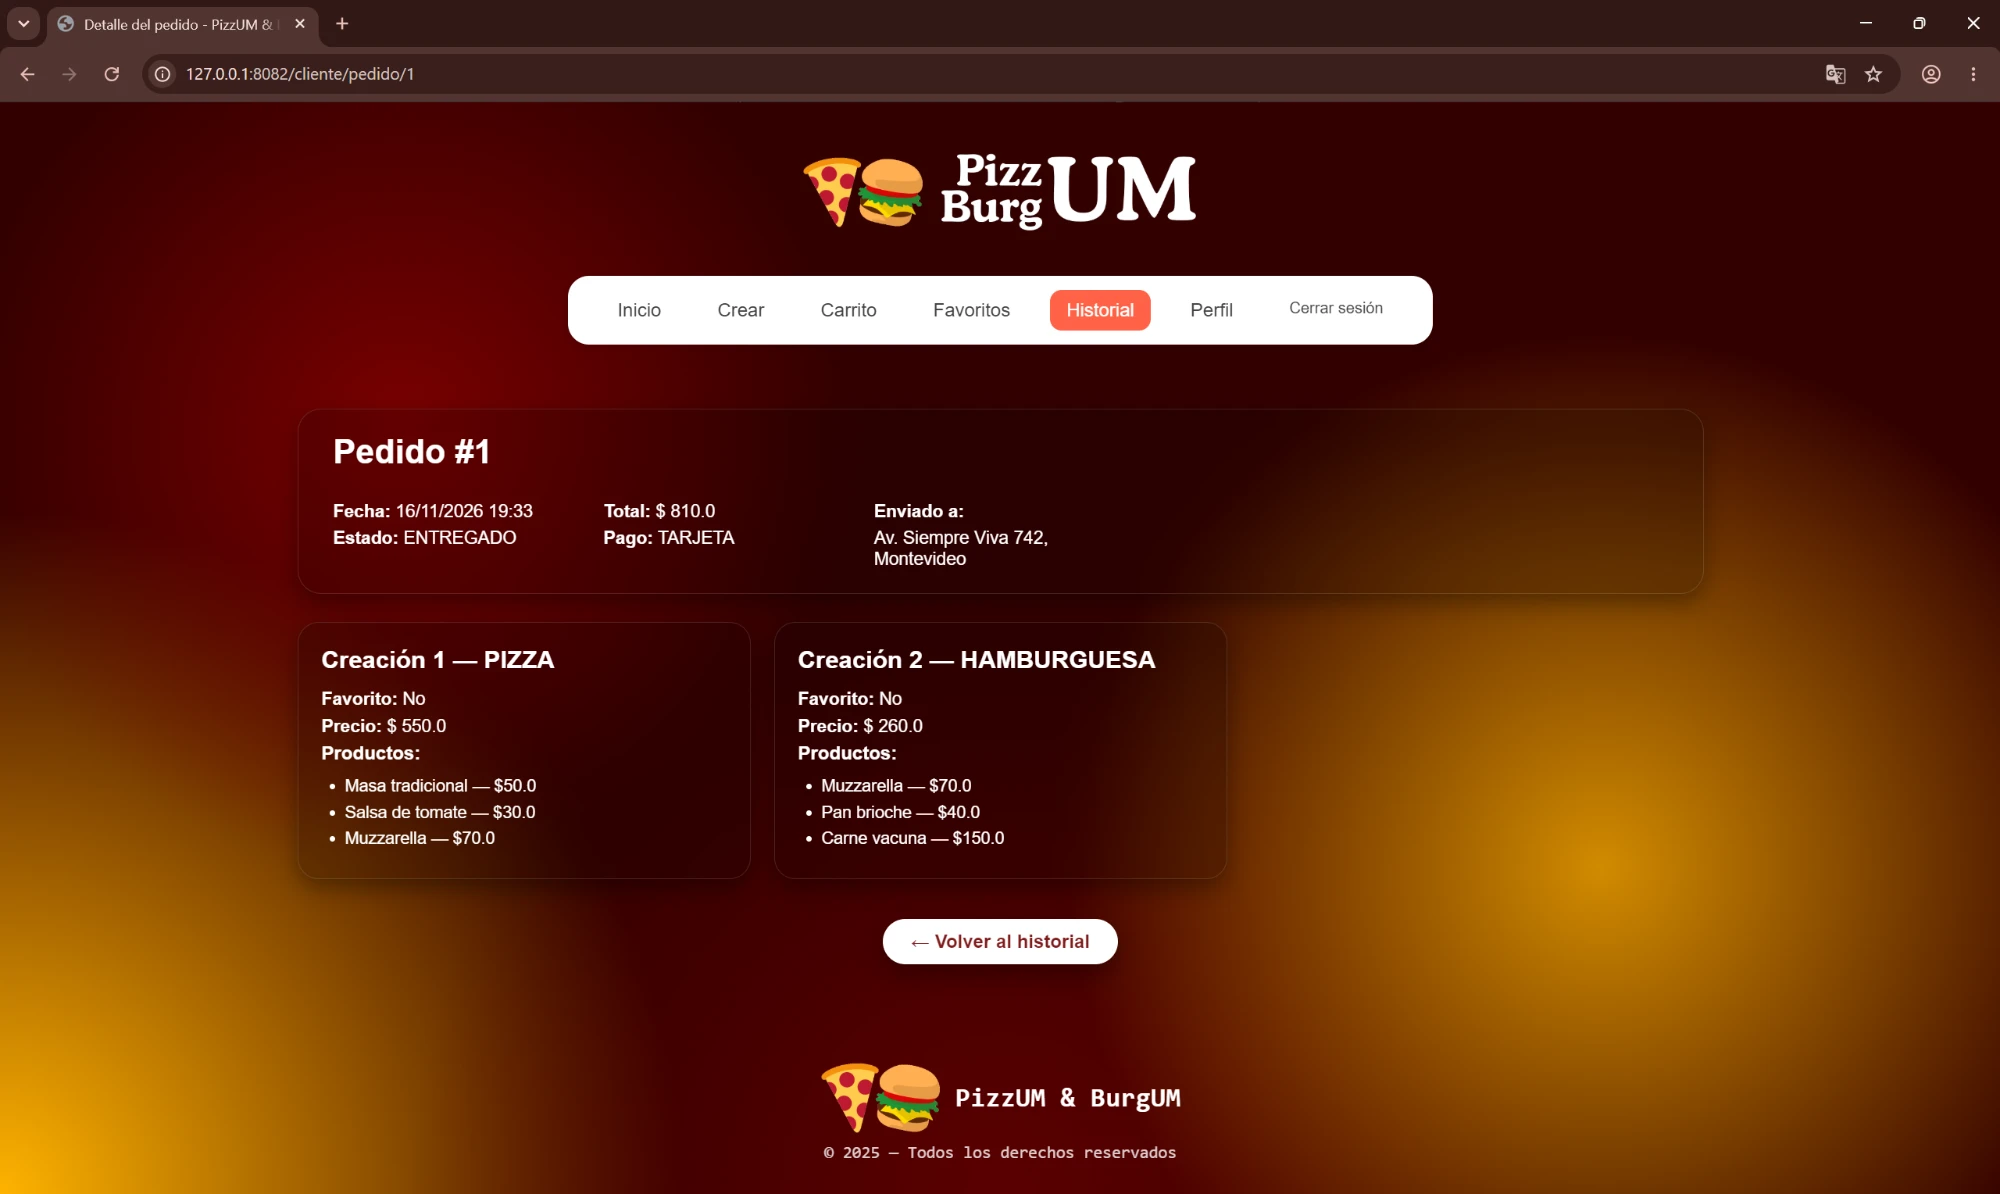 Detalle del pedido - PizzUM &
127.0.0.1:8082/cliente/pedido/1
Pizz
Burg UM
Inicio Crear Carrito Favoritos Historial Perfil Cerrar sesión
Pedido #1
Fecha: 16/11/2026 19:33
Estado: ENTREGADO
Total: $ 810.0
Pago: TARJETA
Enviado a:
Av. Siempre Viva 742,
Montevideo
Creación 1 — PIZZA
Favorito: No
Precio: $ 550.0
Productos:
• Masa tradicional — $50.0
• Salsa de tomate — $30.0
• Muzzarella — $70.0
Creación 2 — HAMBURGUESA
Favorito: No
Precio: $ 260.0
Productos:
• Muzzarella — $70.0
• Pan brioche — $40.0
• Carne vacuna — $150.0
← Volver al historial
PizzUM & BurgUM
© 2025 — Todos los derechos reservados